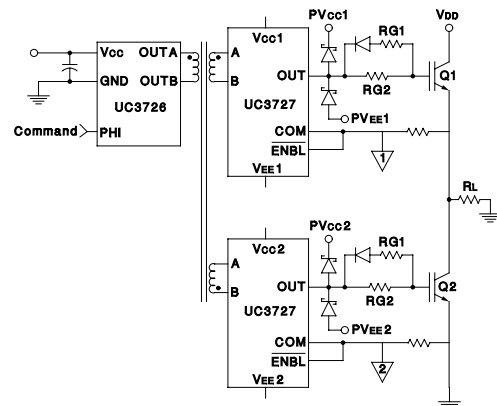 PVcc1
VDD
Vcc
OUTA
GND
OUTB
UC3726
Command
PHI
Vcc1
A
B
OUT
UC3727
COM
ENBL
VEE1
RG1
RG2
Q1
PVEE1
1
RL
PVcc2
Vcc2
A
B
OUT
UC3727
COM
ENBL
VEE2
RG1
RG2
Q2
PVEE2
2